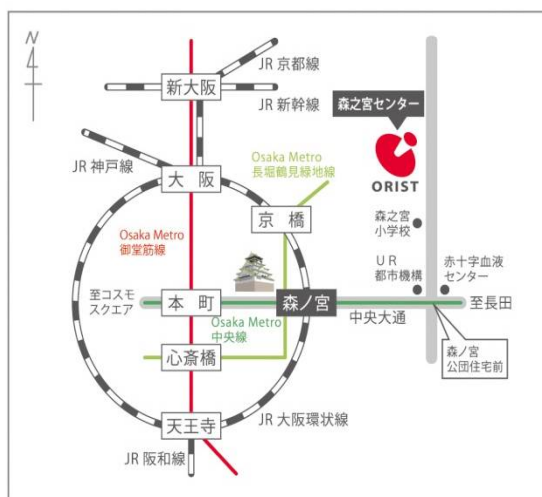 N
JR 京都線
新大阪
JR 新幹線
森之宮センター
JR 神戸線
Osaka Metro
長堀鶴見緑地線
大阪
ORIST
京橋
森之宮
小学校
Osaka Metro
御堂筋線
UR
都市機構
赤十字血液
センター
至コスモ
スクエア
本町
森ノ宮
至長田
Osaka Metro
中央線
中央大通
心斎橋
森ノ宮
公団住宅前
天王寺
JR 大阪環状線
JR 阪和線